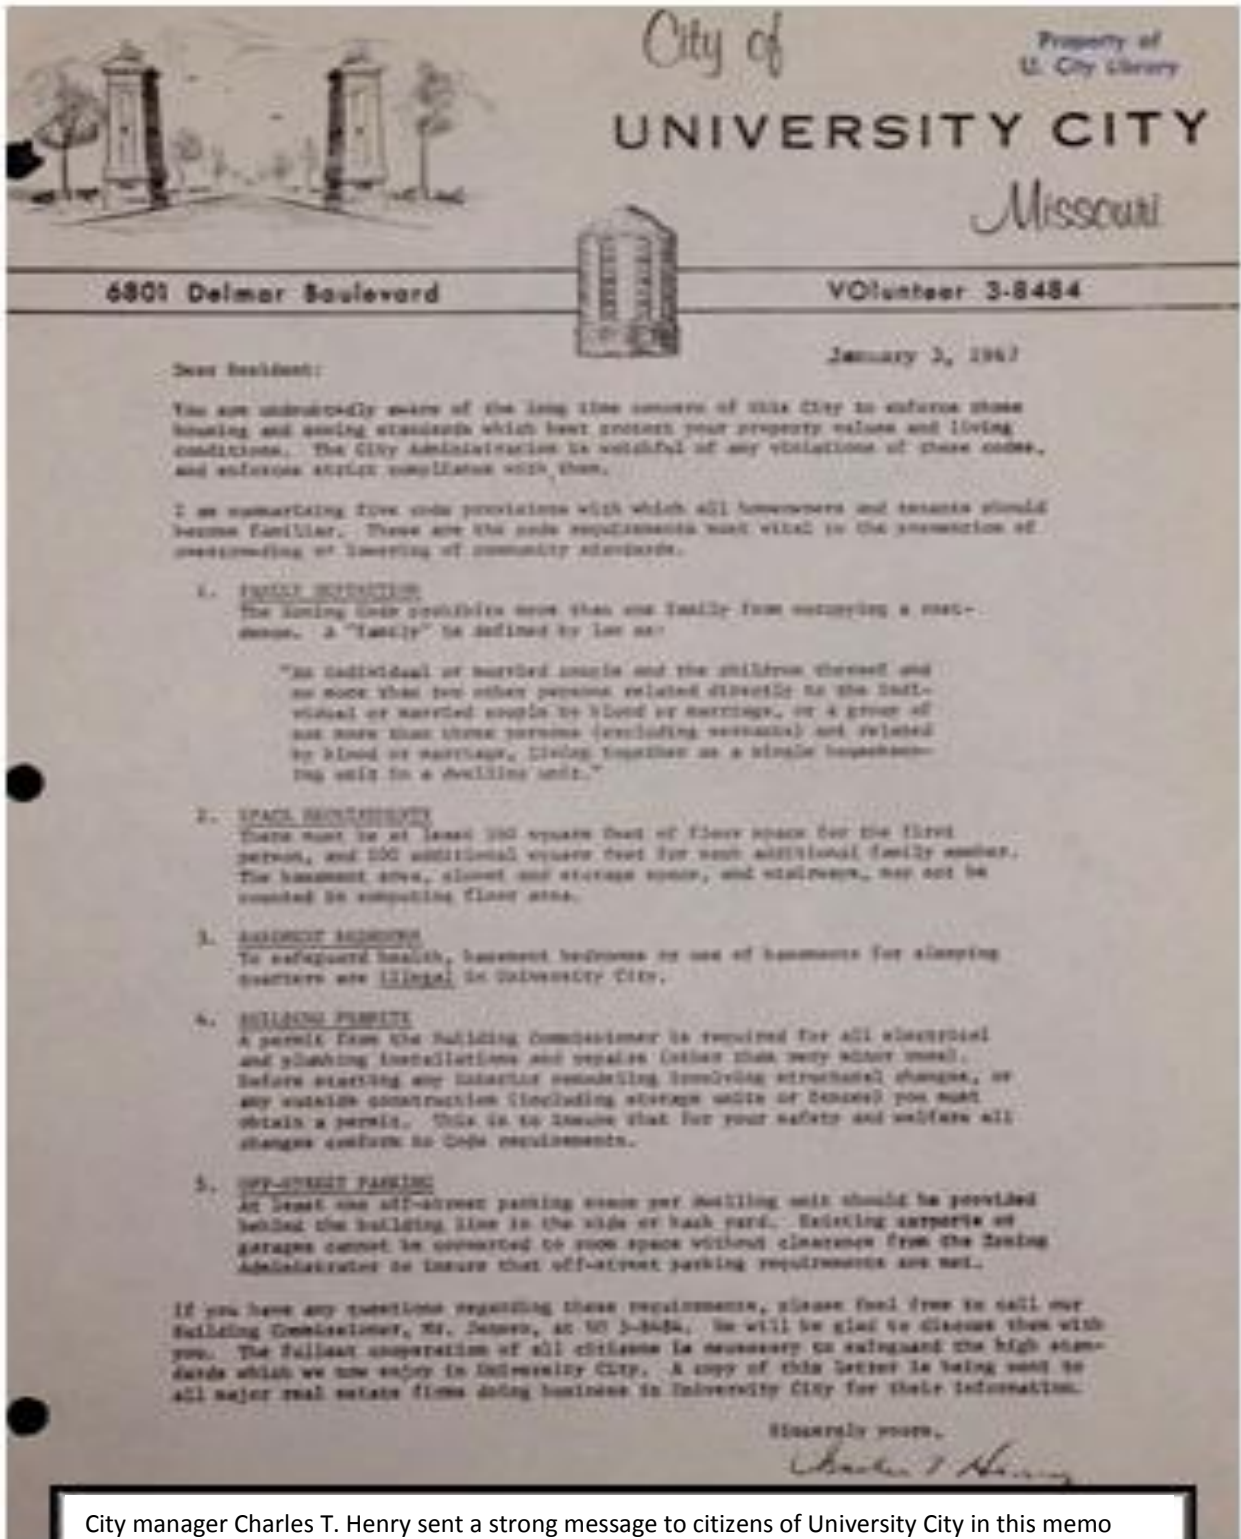 City of
Property of
U. City Library
UNIVERSITY CITY
Missouri
6801 Delmar Boulevard
VOlunteer 3-8484
January 3, 1967
Dear Resident:
You are undoubtedly aware of the long time concern of this City to enforce those
housing and zoning standards which best protect your property values and living
conditions. The City Administration is watchful of any violations of these codes,
and enforces strict compliance with them.
I am summarizing five code provisions with which all homeowners and tenants should
become familiar. These are the code requirements most vital to the prevention of
overcrowding or lowering of community standards.
1. FAMILY DEFINITION
The Zoning Code prohibits more than one family from occupying a resi-
dence. A "family" is defined by law as:
"An individual or married couple and the children thereof and
no more than two other persons related directly to the indi-
vidual or married couple by blood or marriage, or a group of
not more than three persons (excluding servants) not related
by blood or marriage, living together as a single housekeep-
ing unit in a dwelling unit."
2. SPACE REQUIREMENTS
There must be at least square feet of floor space for the first
person, and 100 additional square feet for each additional family member.
The basement area, closet and storage space, and stairways, may not be
counted in computing floor area.
3. BASEMENT BEDROOMS
To safeguard health, basement bedrooms or use of basements for sleeping
quarters are illegal in University City.
4. BUILDING PERMITS
A permit from the Building Commissioner is required for all electrical
and plumbing installations and repairs (other than very minor ones).
Before starting any interior remodeling involving structural changes, or
any outside construction (including storage units or fences) you must
obtain a permit. This is to insure that for your safety and welfare all
changes conform to Code requirements.
5. OFF-STREET PARKING
At least one off-street parking space per dwelling unit should be provided
behind the building line in the side or back yard. Existing carports or
garages cannot be converted to room space without clearance from the Zoning
Administrator to insure that off-street parking requirements are met.
If you have any questions regarding these requirements, please feel free to call our
Building Commissioner, Mr. Jensen, at VO 3-8484. He will be glad to discuss them with
you. The fullest cooperation of all citizens is necessary to safeguard the high stan-
dards which we now enjoy in University City. A copy of this letter is being sent to
all major real estate firms doing business in University City for their information.
Sincerely yours,
Charles T. Henry
City manager Charles T. Henry sent a strong message to citizens of University City in this memo